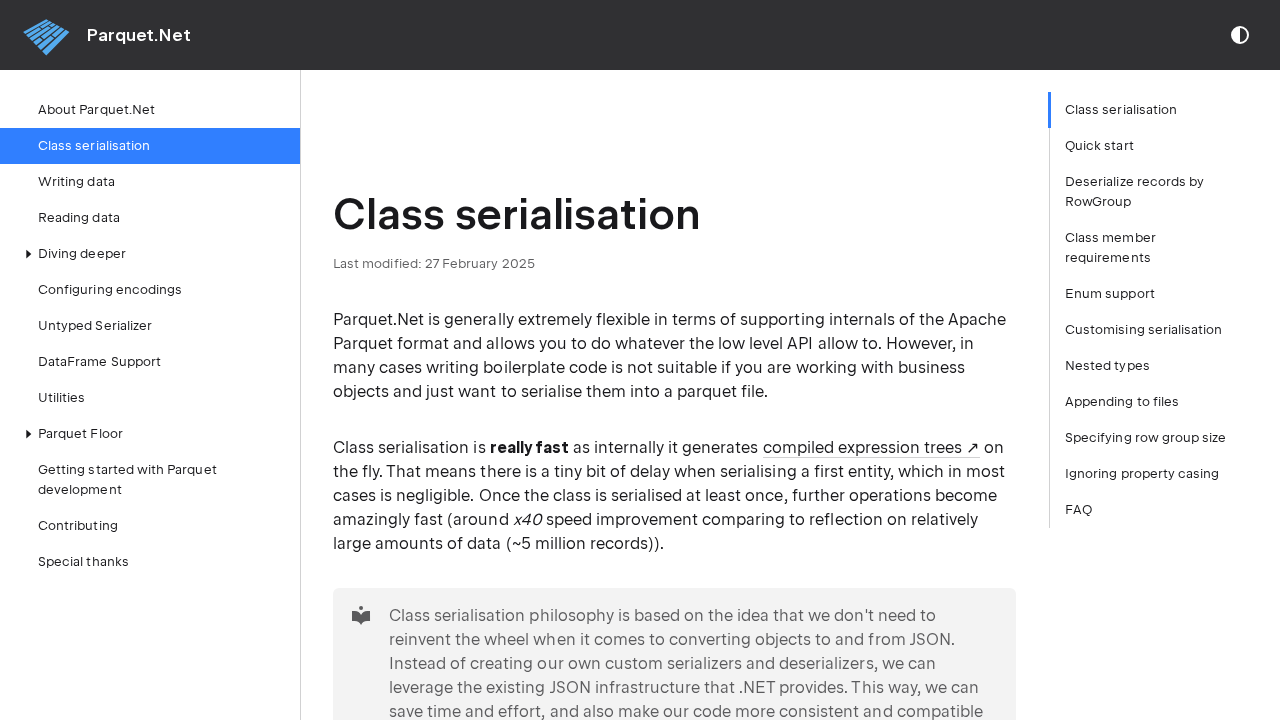 Parquet.Net
About Parquet.Net
Class serialisation
Writing data
Reading data
Diving deeper
Configuring encodings
Untyped Serializer
DataFrame Support
Utilities
Parquet Floor
Getting started with Parquet
development
Contributing
Special thanks
Class serialisation
Last modified: 27 February 2025
Parquet.Net is generally extremely flexible in terms of supporting internals of the Apache
Parquet format and allows you to do whatever the low level API allow to. However, in
many cases writing boilerplate code is not suitable if you are working with business
objects and just want to serialise them into a parquet file.
Class serialisation is really fast as internally it generates compiled expression trees ↗ on
the fly. That means there is a tiny bit of delay when serialising a first entity, which in most
cases is negligible. Once the class is serialised at least once, further operations become
amazingly fast (around x40 speed improvement comparing to reflection on relatively
large amounts of data (~5 million records)).
Class serialisation philosophy is based on the idea that we don't need to
reinvent the wheel when it comes to converting objects to and from JSON.
Instead of creating our own custom serializers and deserializers, we can
leverage the existing JSON infrastructure that .NET provides. This way, we can
save time and effort, and also make our code more consistent and compatible
Class serialisation
Quick start
Deserialize records by
RowGroup
Class member
requirements
Enum support
Customising serialisation
Nested types
Appending to files
Specifying row group size
Ignoring property casing
FAQ